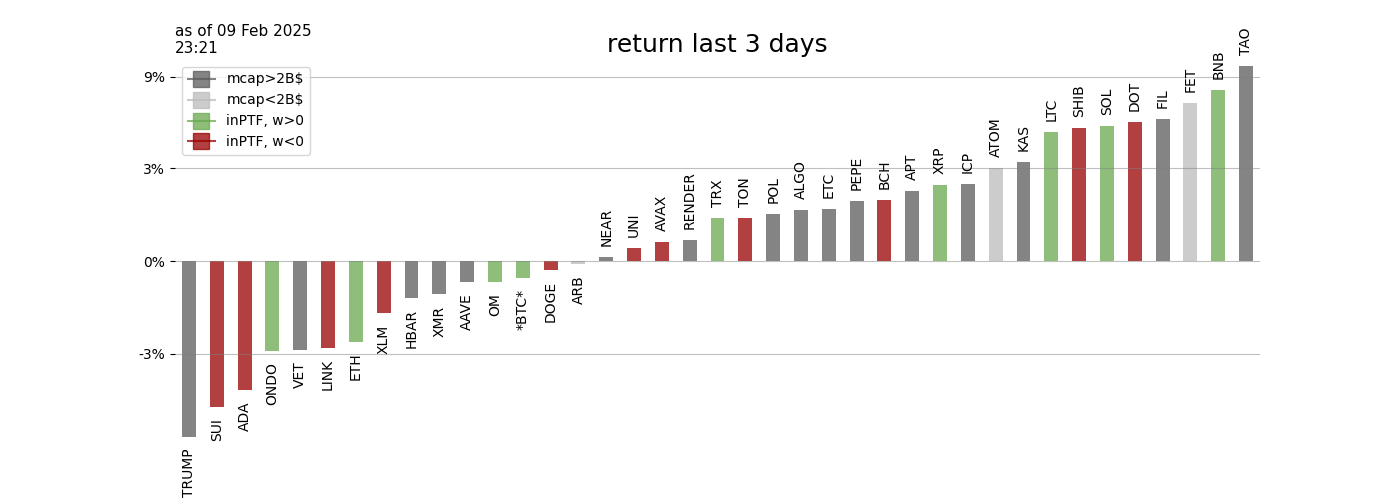 as of 09 Feb 2025
23:21
return last 3 days
9%
3%
0%
-3%
mcap>2B$
mcap<2B$
inPTF, w>0
inPTF, w<0
TRUMP
SUI
ADA
ONDO
VET
LINK
ETH
XLM
HBAR
XMR
AAVE
OM
*BTC*
DOGE
ARB
NEAR
UNI
AVAX
RENDER
TRX
TON
POL
ALGO
ETC
PEPE
BCH
APT
XRP
ICP
ATOM
KAS
LTC
SHIB
SOL
DOT
FIL
FET
BNB
TAO